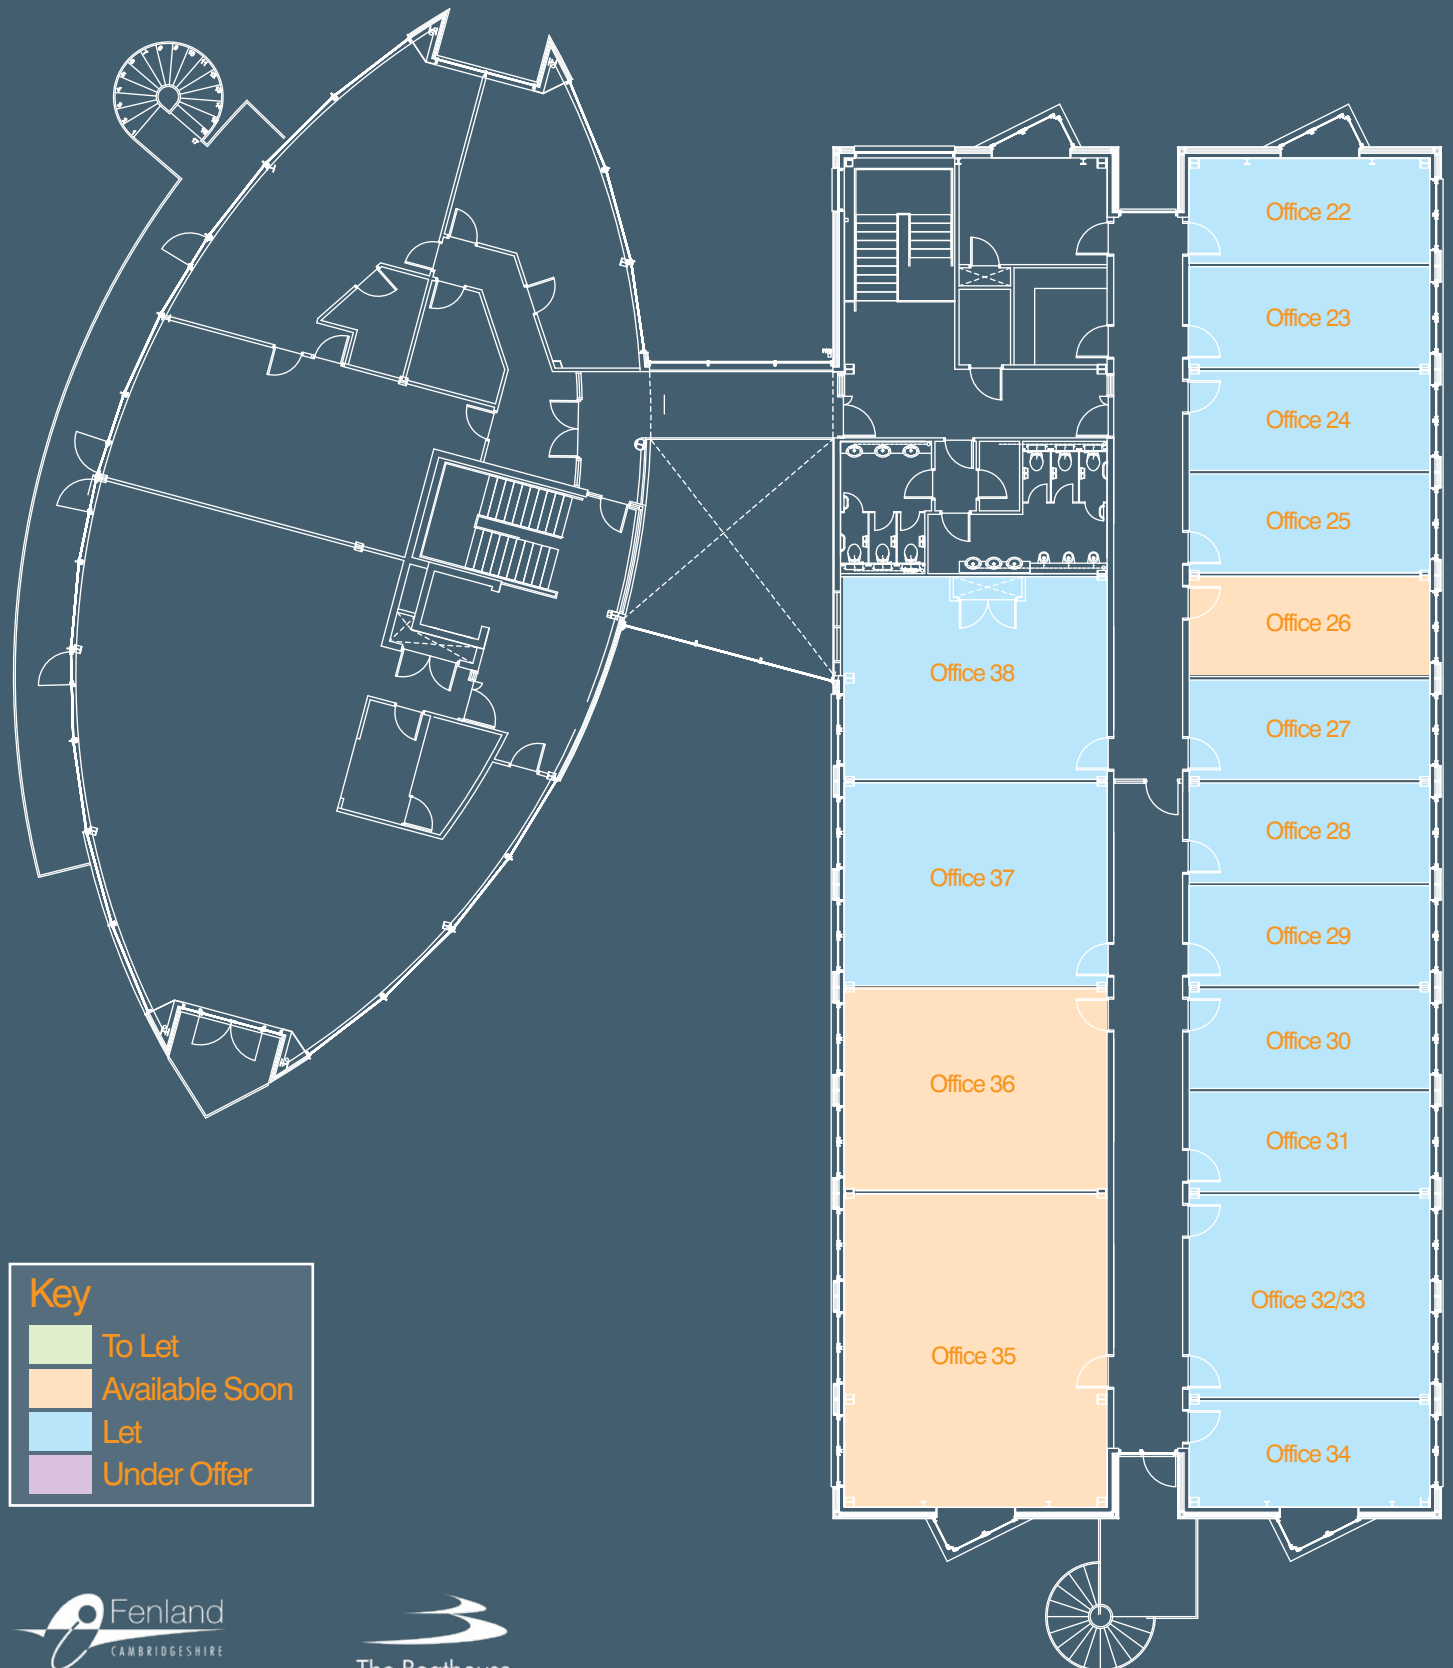 Office 22
Office 23
Office 24
Office 25
Office 26
Office 38
Office 27
Office 28
Office 37
Office 29
Office 30
Office 36
Office 31
Office 32/33
Office 35
Office 34
Key
To Let
Available Soon
Let
Under Offer
Fenland
CAMBRIDGESHIRE
The Boathouse